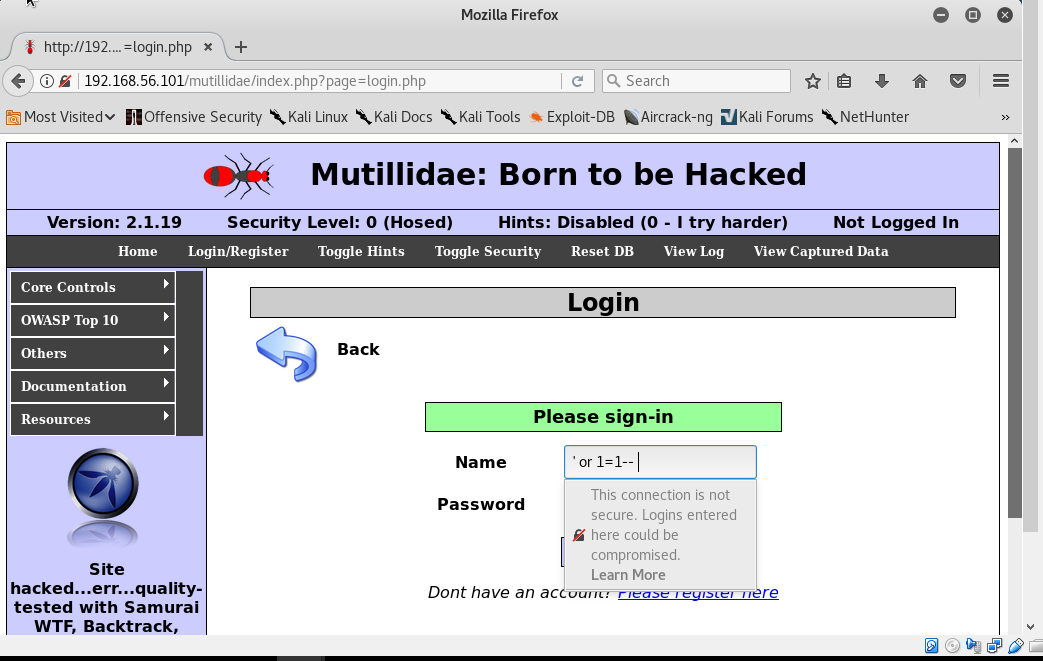 Mozilla Firefox
http://192.... =login.php
192.168.56.101/mutillidae/index.php?page=login.php
Search
Most Visited Offensive Security Kali Linux Kali Docs Kali Tools Exploit-DB Aircrack-ng Kali Forums NetHunter »
Mutillidae: Born to be Hacked
Version: 2.1.19 Security Level: 0 (Hosed) Hints: Disabled (0 - I try harder) Not Logged In
Home Login/Register Toggle Hints Toggle Security Reset DB View Log View Captured Data
Core Controls
OWASP Top 10
Others
Documentation
Resources
Site
hacked...err...quality-
tested with Samurai
WTF, Backtrack,
Login
Back
Please sign-in
Name ' or 1=1--
Password
This connection is not
secure. Logins entered
here could be
compromised.
Learn More
Dont have an account? Please register here